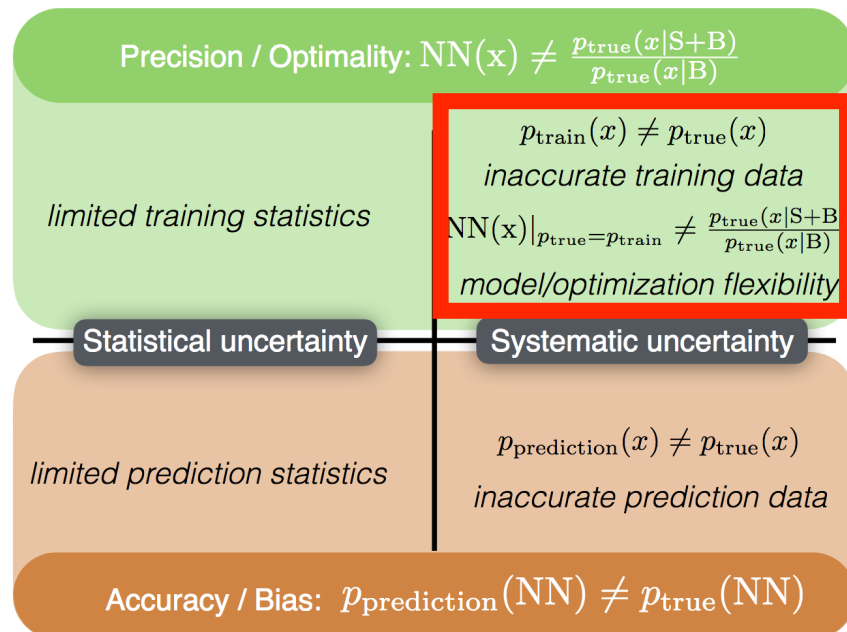 Precision / Optimality: NN(x) ≠ p_true(x|S+B) / p_true(x|B)
p_train(x) ≠ p_true(x)
inaccurate training data
limited training statistics
NN(x)|p_true=p_train ≠ p_true(x|S+B / p_true(x|B)
model/optimization flexibility
Statistical uncertainty
Systematic uncertainty
p_prediction(x) ≠ p_true(x)
limited prediction statistics
inaccurate prediction data
Accuracy / Bias: p_prediction(NN) ≠ p_true(NN)